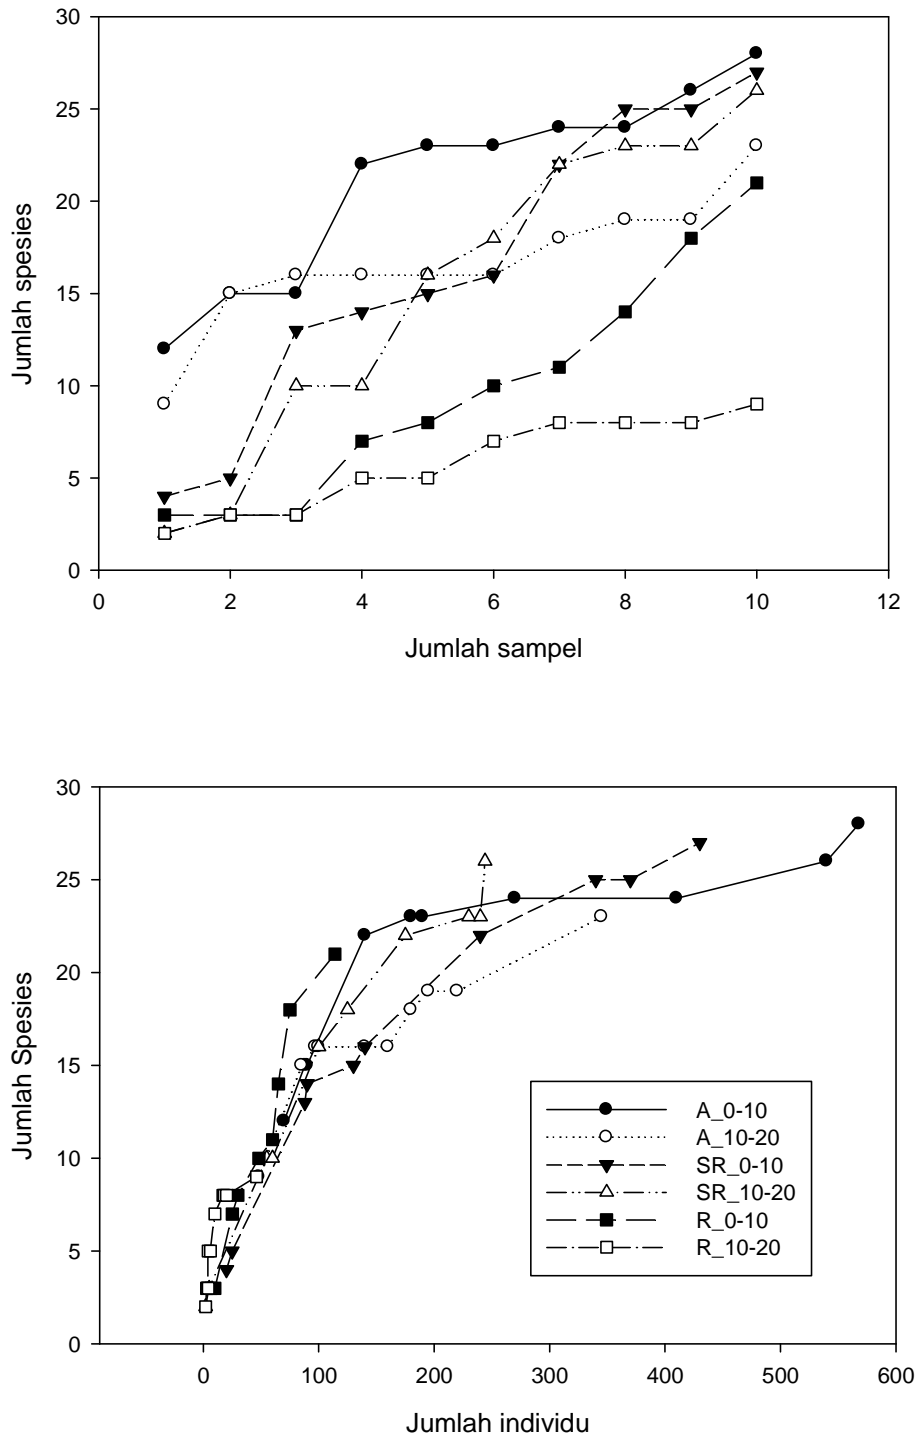 30
25
20
15
10
5
0
Jumlah spesies
0 2 4 6 8 10 12
Jumlah sampel
30
25
20
15
10
5
0
Jumlah Spesies
A_0-10
A_10-20
SR_0-10
SR_10-20
R_0-10
R_10-20
0 100 200 300 400 500 600
Jumlah individu